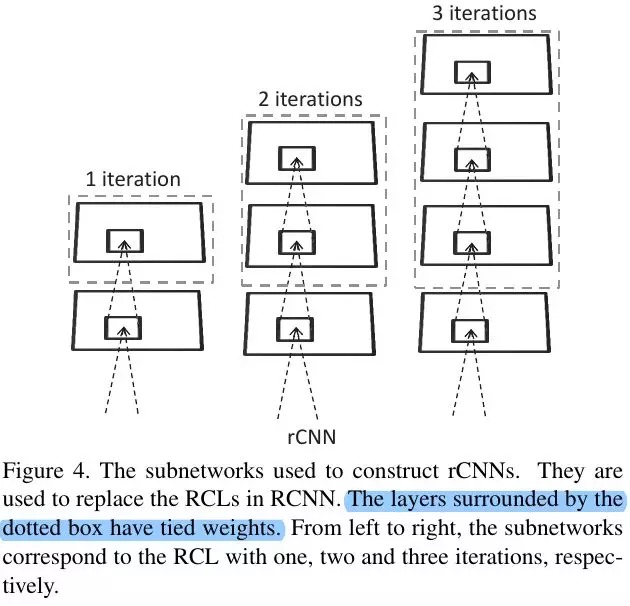 3 iterations
2 iterations
1 iteration
rCNN
Figure 4. The subnetworks used to construct rCNNs. They are
used to replace the RCLs in RCNN. The layers surrounded by the
dotted box have tied weights. From left to right, the subnetworks
correspond to the RCL with one, two and three iterations, respec-
tively.